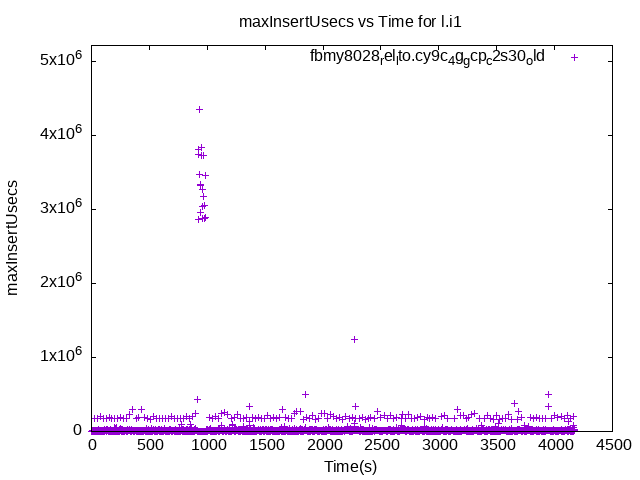 maxInsertUsecs vs Time for l.i1
fbmy8028_rel_lto.cy9c_4g_gcp_c2s30_old
5x10^6
4x10^6
3x10^6
2x10^6
1x10^6
0
maxInsertUsecs
0 500 1000 1500 2000 2500 3000 3500 4000 4500
Time(s)